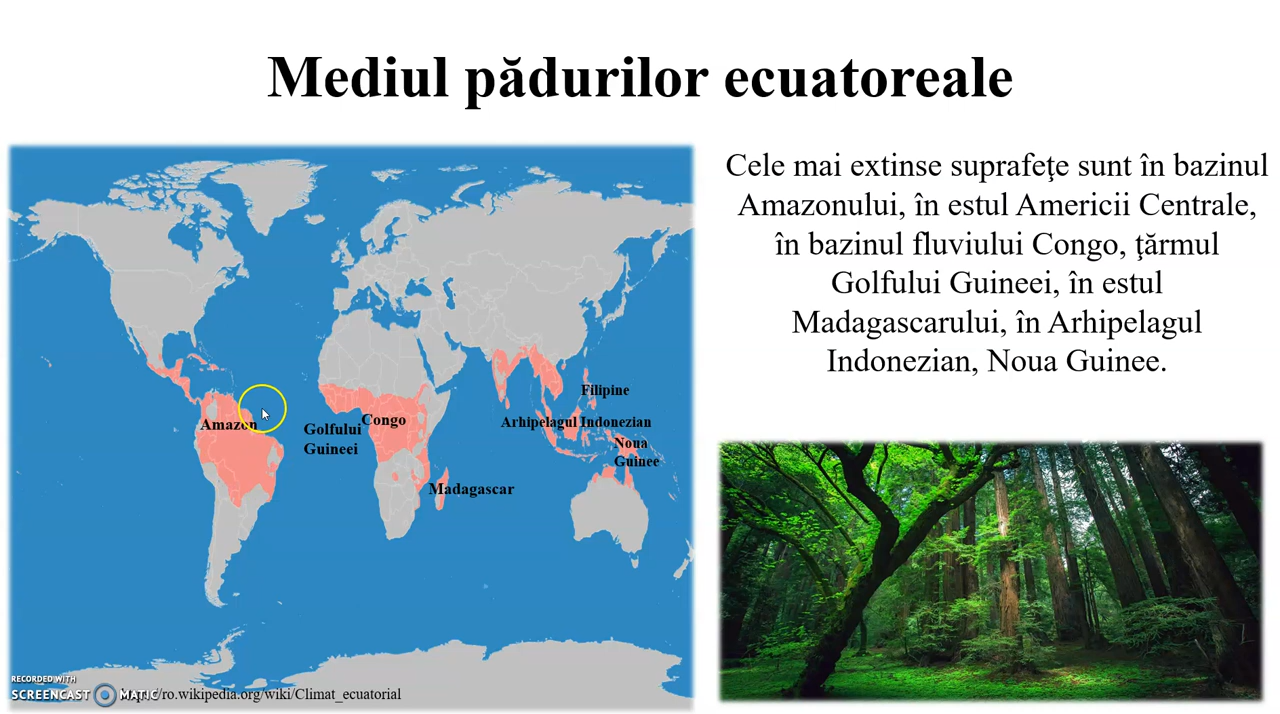 Mediul pădurilor ecuatoreale
Cele mai extinse suprafețe sunt în bazinul
Amazonului, în estul Americii Centrale,
în bazinul fluviului Congo, ţărmul
Golfului Guineei, în estul
Madagascarului, în Arhipelagul
Indonezian, Noua Guinee.
Filipine
Amazon
Golfului
Guineei
Congo
Arhipelagul Indonezian
Noua
Guinee
Madagascar
RECORDED WITH
SCREENCAST MATIC
/ro.wikipedia.org/wiki/Climat_ecuatorial